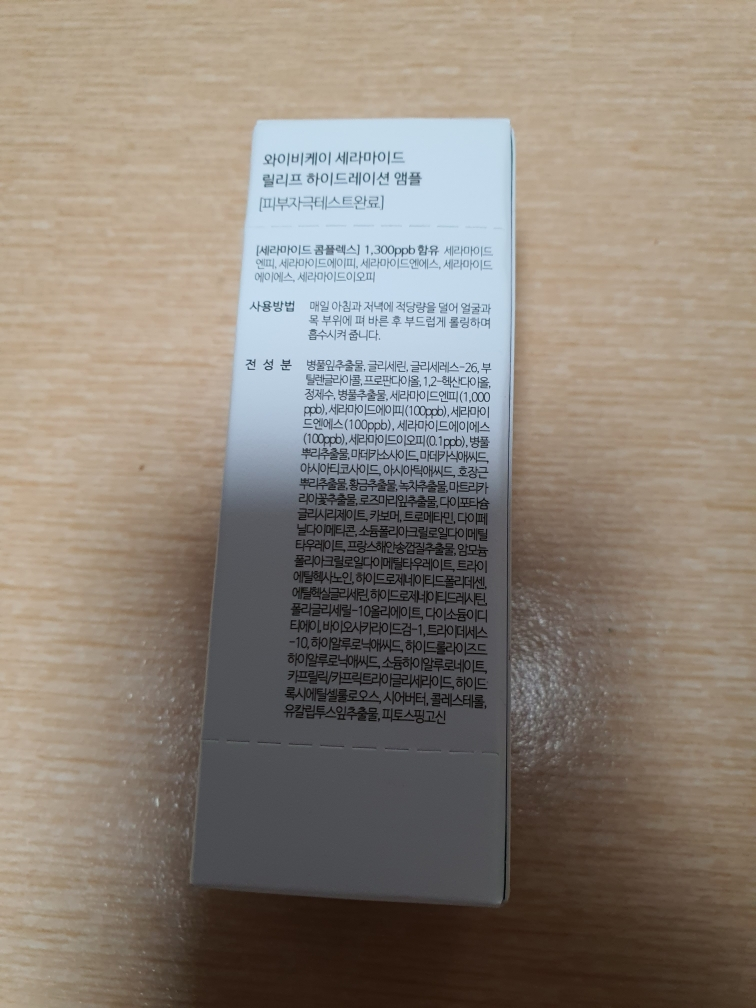 와이비케이 세라마이드
릴리프 하이드레이션 앰플
[피부자극테스트완료]
[세라마이드 콤플렉스] 1,300ppb 함유 세라마이드
엔피, 세라마이드에이피, 세라마이드엔에스, 세라마이드
에이에스, 세라마이드이오피
사용방법 매일 아침과 저녁에 적당량을 덜어 얼굴과
목 부위에 펴 바른 후 부드럽게 롤링하며
흡수시켜 줍니다.
전 성 분 병풀잎추출물, 글리세린, 글리세레스-26, 부
틸렌글라이콜, 프로판다이올, 1,2-헥산다이올,
정제수, 병풀추출물, 세라마이드엔피(1,000
ppb), 세라마이드에이피(100ppb), 세라마이
드엔에스(100ppb), 세라마이드에이에스
(100ppb), 세라마이드이오피(0.1ppb), 병풀
뿌리추출물, 마데카소사이드, 마데카식애씨드,
아시아티코사이드, 아시아틱애씨드, 호장근
뿌리추출물, 황금추출물, 녹차추출물, 마트리카
리아꽃추출물, 로즈마리잎추출물, 다이포타슘
글리시리제이트, 카보머, 트로메타민, 다이페
닐다이메티콘, 소듐폴리아크릴로일다이메틸
타우레이트, 프랑스해안송껍질추출물, 암모늄
폴리아크릴로일다이메틸타우레이트, 트라이
에틸헥사노인, 하이드로제네이티드폴리데센,
에틸헥실글리세린, 하이드로제네이티드레시틴,
폴리글리세릴-10올리에이트, 다이소듐이디
티에이, 바이오사카라이드검-1, 트라이데세스
-10, 하이알루로닉애씨드, 하이드롤라이즈드
하이알루로닉애씨드, 소듐하이알루로네이트,
카프릴릭/카프릭트라이글리세라이드, 하이드
록시에틸셀룰로오스, 시어버터, 콜레스테롤,
유칼립투스잎추출물, 피토스핑고신